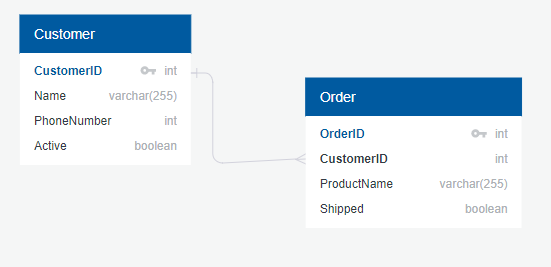 Customer
CustomerID int
Name varchar(255)
PhoneNumber int
Active boolean
Order
OrderID int
CustomerID int
ProductName varchar(255)
Shipped boolean